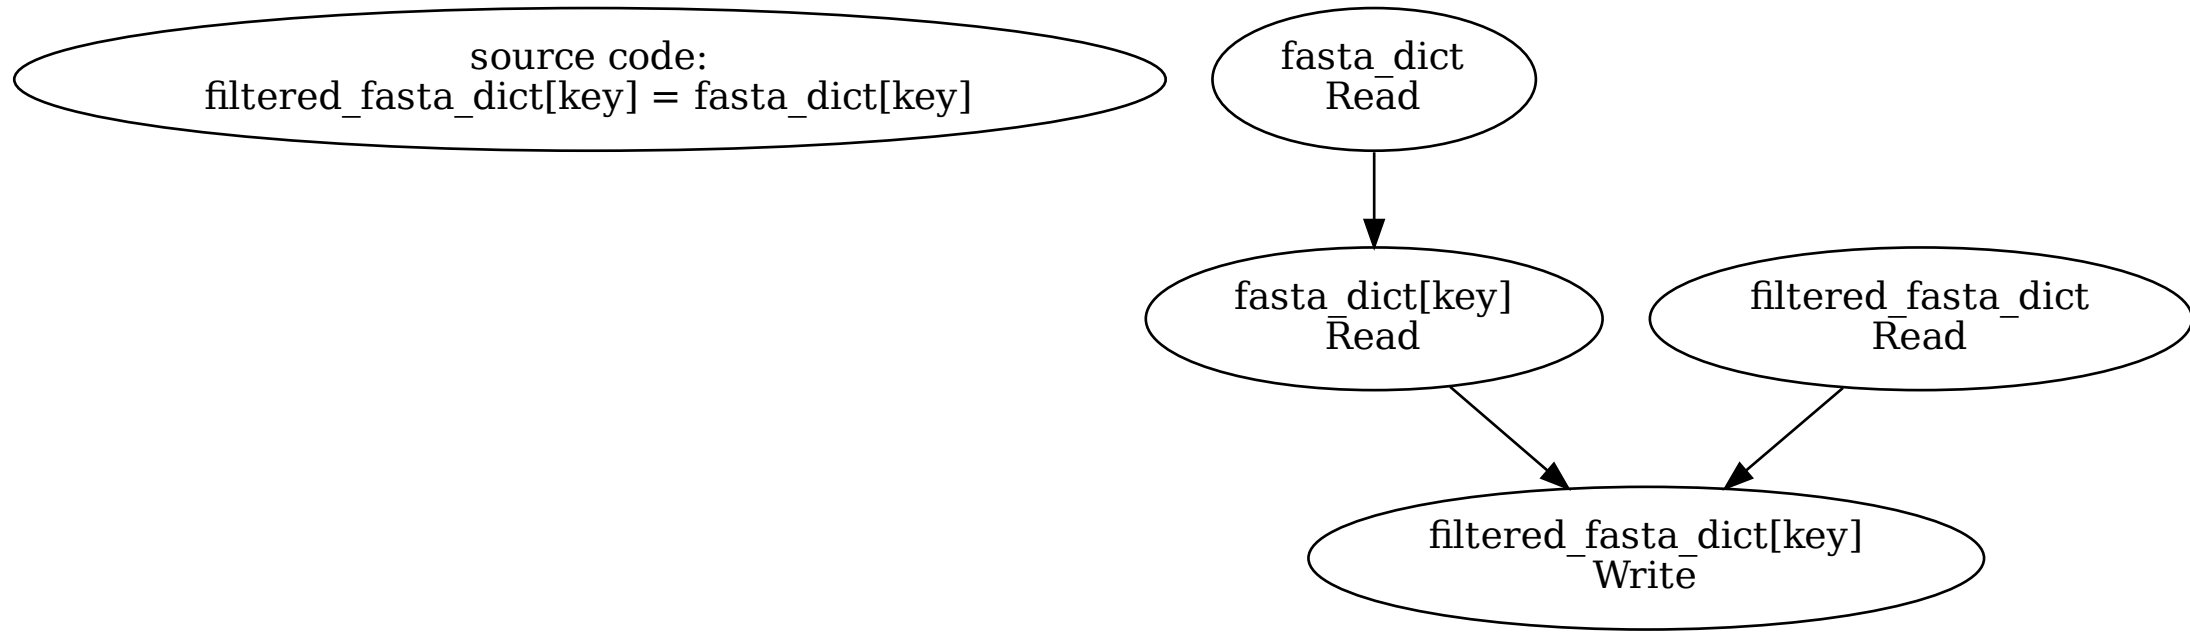 source code:
filtered_fasta_dict[key] = fasta_dict[key]
fasta_dict
Read
fasta_dict[key]
Read
filtered_fasta_dict
Read
filtered_fasta_dict[key]
Write